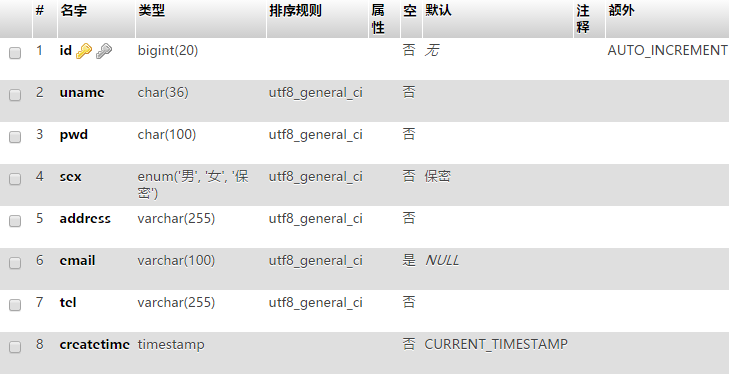 # 名字 类型 排序规则 属性 空 默认 注释 额外
1 id bigint(20) 否 无 AUTO_INCREMENT
2 uname char(36) utf8_general_ci 否
3 pwd char(100) utf8_general_ci 否
4 sex enum('男', '女', '保密') utf8_general_ci 否 保密
5 address varchar(255) utf8_general_ci 否
6 email varchar(100) utf8_general_ci 是 NULL
7 tel varchar(255) utf8_general_ci 否
8 createtime timestamp 否 CURRENT_TIMESTAMP